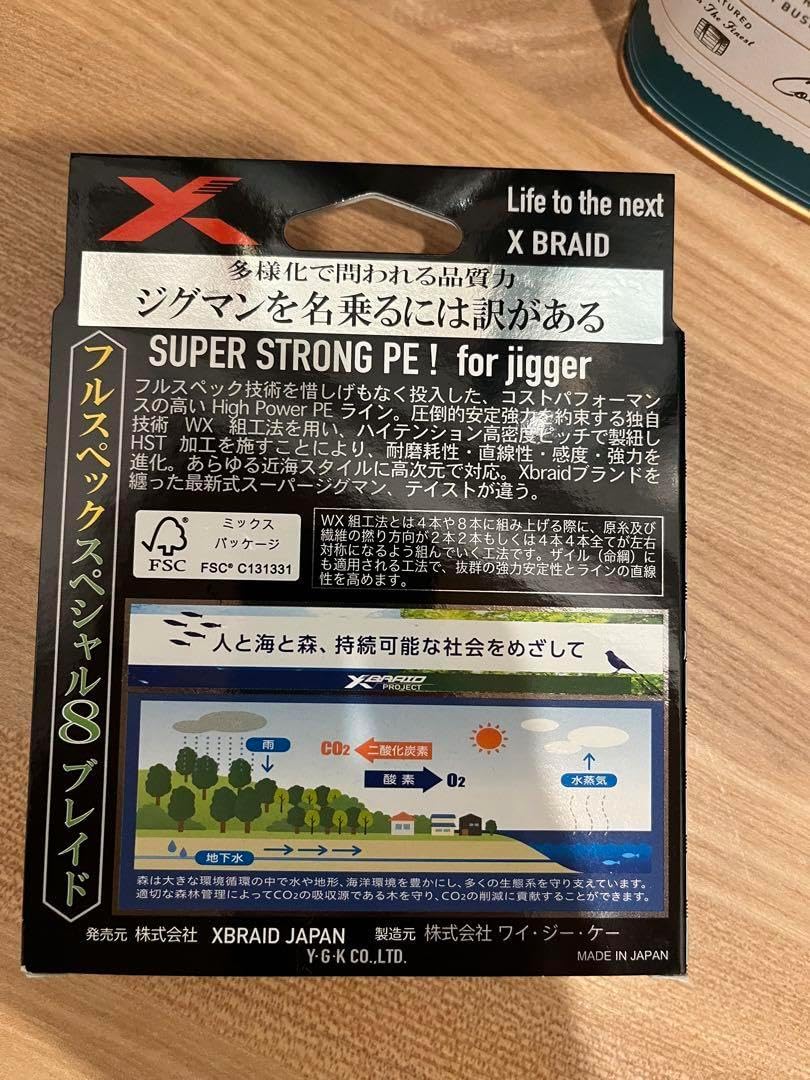 TURED
The Finest
BUS
Life to the next
X BRAID
多様化で問われる品質力
ジグマンを名乗るには訳がある
SUPER STRONG PE! for jigger
フルスペック技術を惜しげもなく投入した、コストパフォーマン
スの高い High Power PE ライン。圧倒的安定強力を約束する独自
技術 WX 組工法を用い、ハイテンション高密度ピッチで製紐し
HST 加工を施すことにより、耐磨耗性・直線性・感度・強力を
進化。あらゆる近海スタイルに高次元で対応。Xbraidブランドを
纏った最新式スーパージグマン、テイストが違う。
フルスペックスペシャル8ブレイド
FSC
ミックス
パッケージ
FSC® C131331
WX 組工法とは4本や8本に組み上げる際に、原糸及び
繊維の撚り方向が2本2本もしくは4本4本全てが左右
対称になるよう組んでいく工法です。ザイル（命綱）に
も適用される工法で、抜群の強力安定性とラインの直線
性を高めます。
人と海と森、持続可能な社会をめざして
XBRAID
PROJECT
雨
CO2
二酸化炭素
酸素
O2
水蒸気
地下水
森は大きな環境循環の中で水や地形、海洋環境を豊かにし、多くの生態系を守り支えています。
適切な森林管理によってCO2の吸収源である木を守り、CO2の削減に貢献することができます。
発売元 株式会社 XBRAID JAPAN 製造元 株式会社 ワイ・ジー・ケー
Y·G·K CO.,LTD.
MADE IN JAPAN